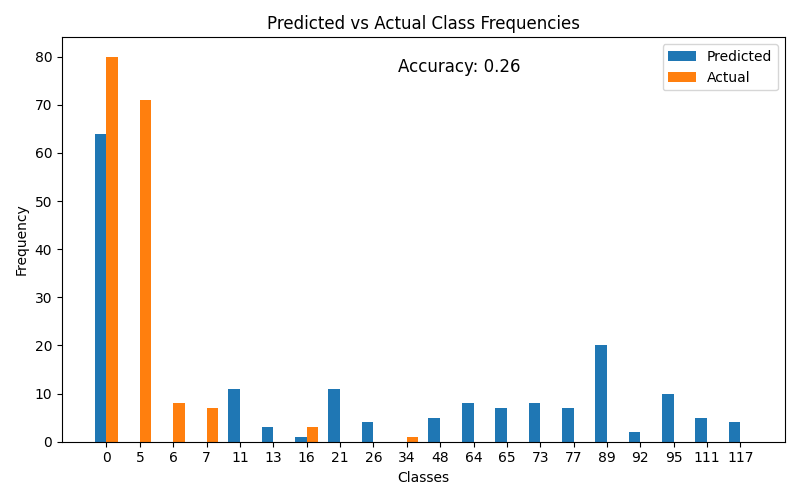 Predicted vs Actual Class Frequencies
Accuracy: 0.26
Predicted
Actual
80
70
60
50
40
30
20
10
0
Frequency
0 5 6 7 11 13 16 21 26 34 48 64 65 73 77 89 92 95 111 117
Classes